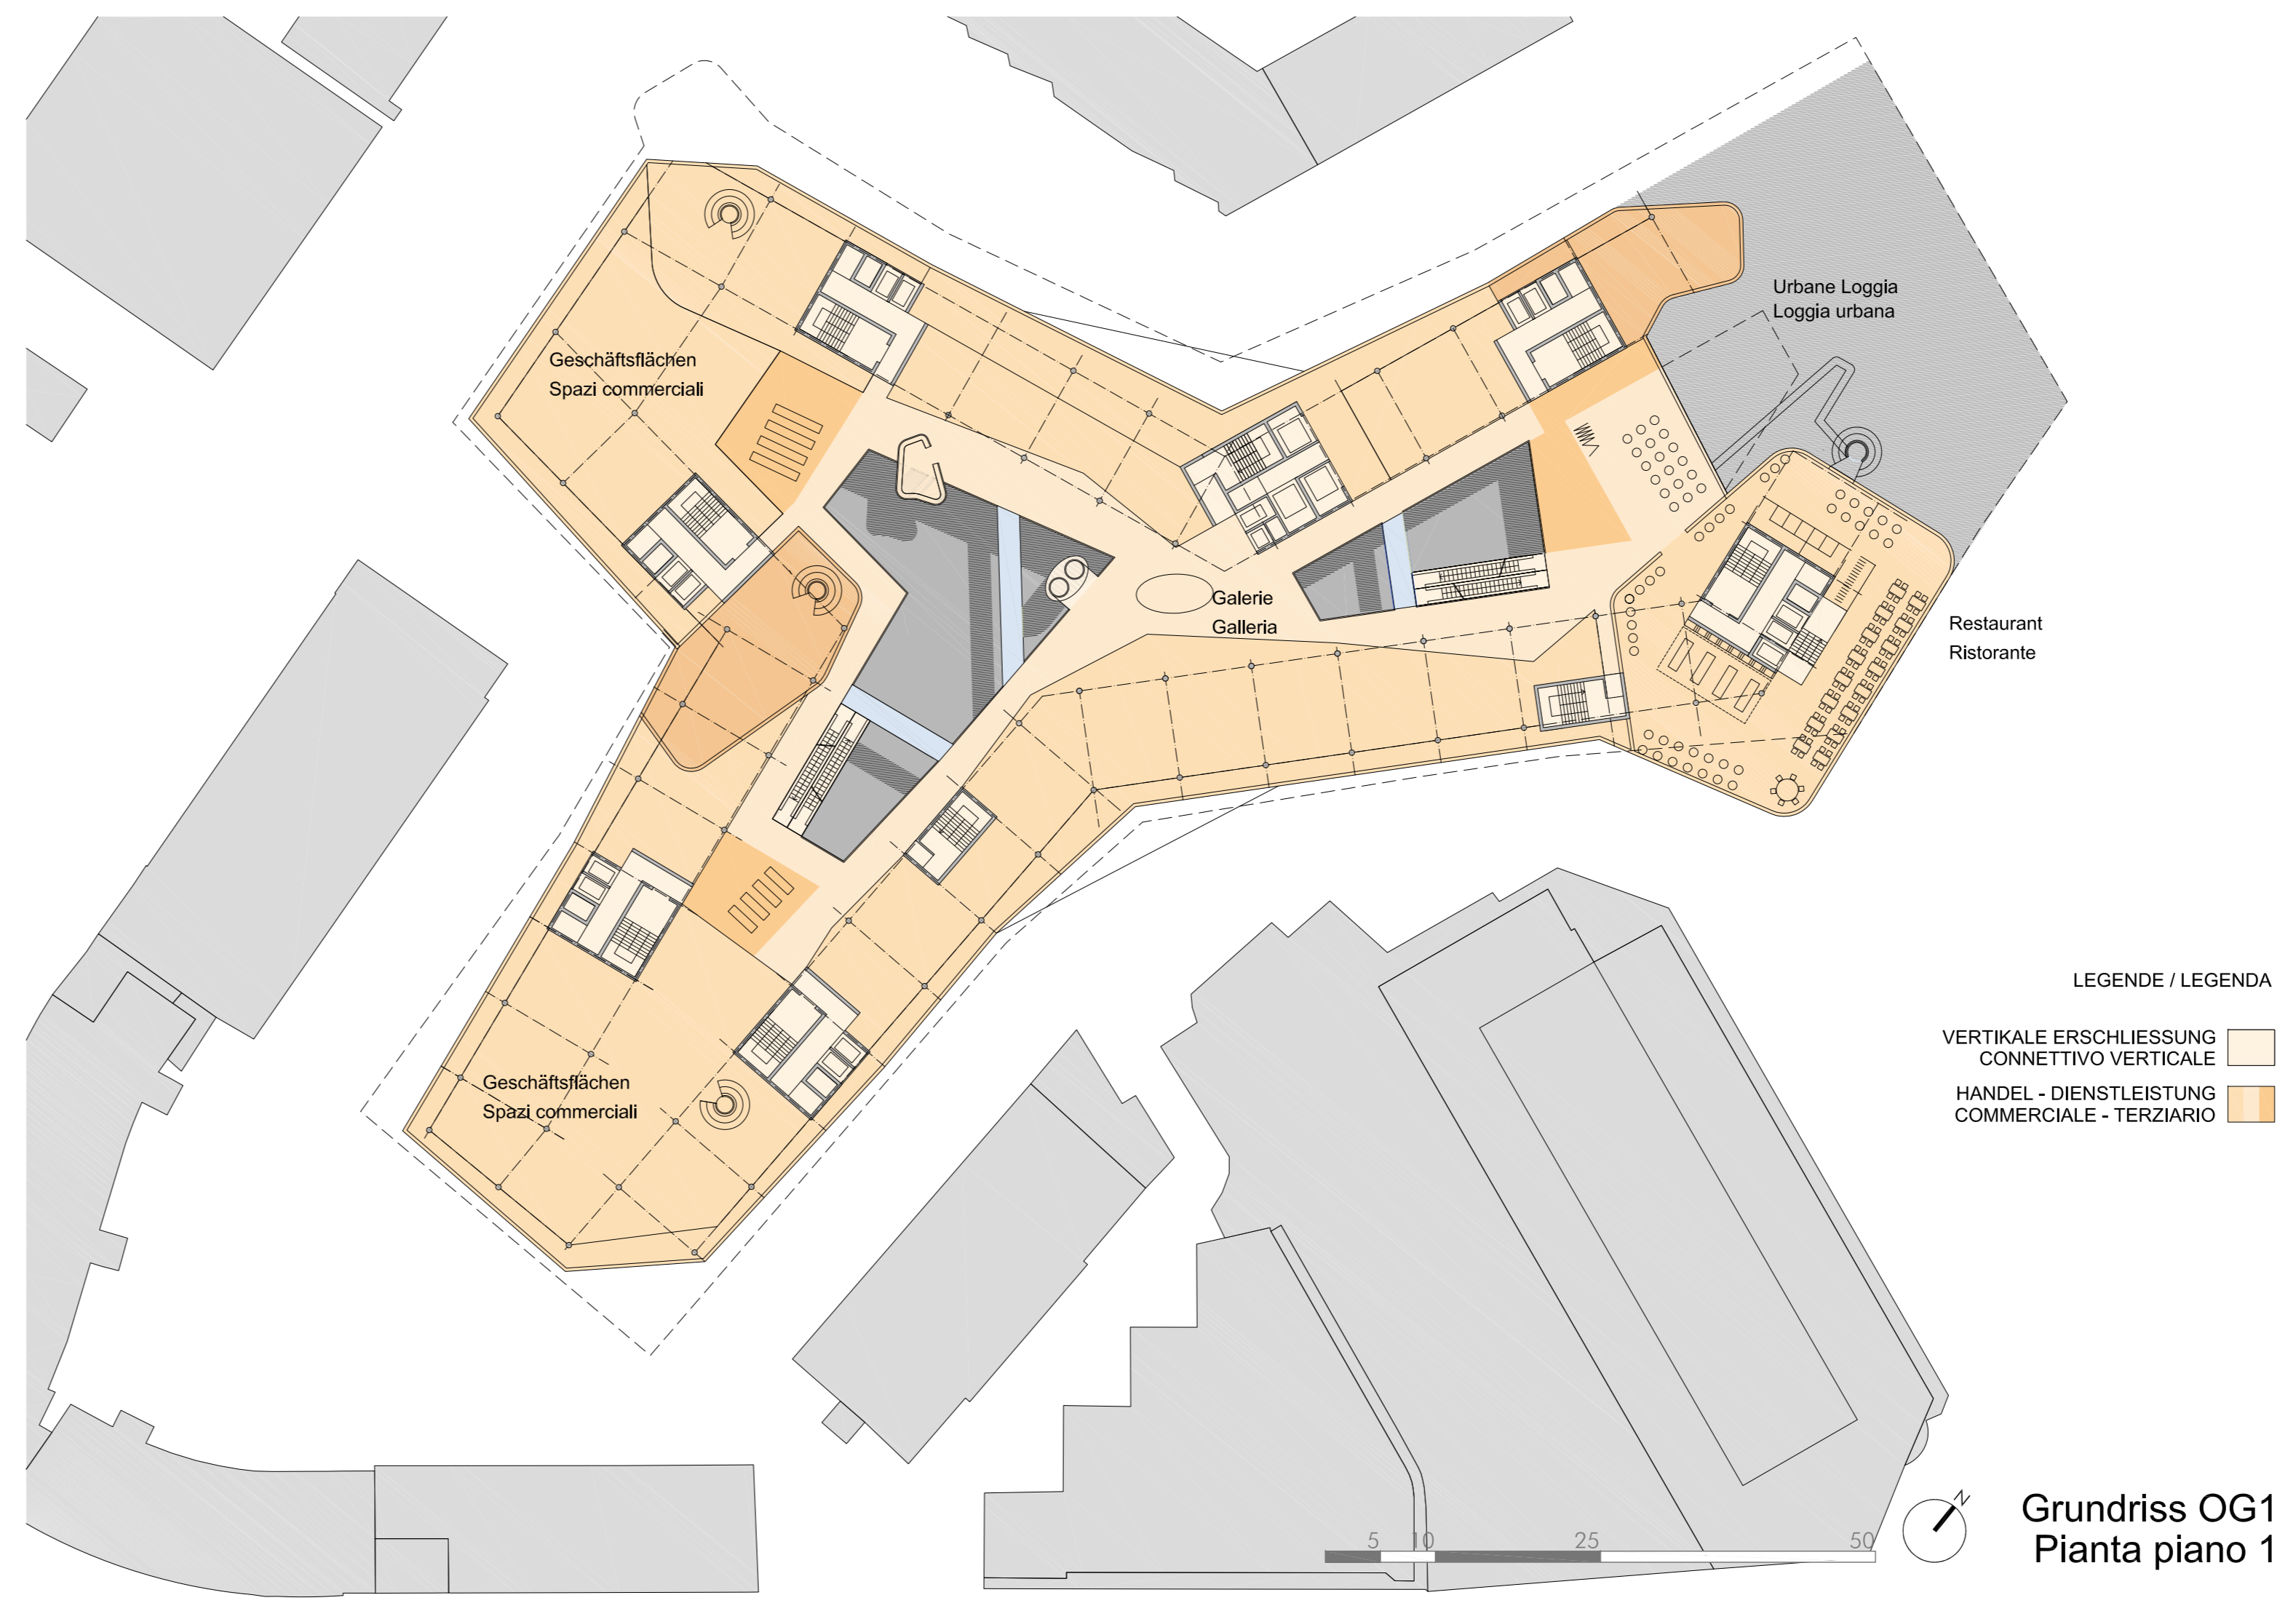 Urbane Loggia
Loggia urbana
Geschäftsflächen
Spazi commerciali
Galerie
Galleria
Restaurant
Ristorante
LEGENDE / LEGENDA
VERTIKALE ERSCHLIESSUNG
CONNETTIVO VERTICALE
HANDEL - DIENSTLEISTUNG
COMMERCIALE - TERZIARIO
Geschäftsflächen
Spazi commerciali
5 10 25 50
N
Grundriss OG1
Pianta piano 1